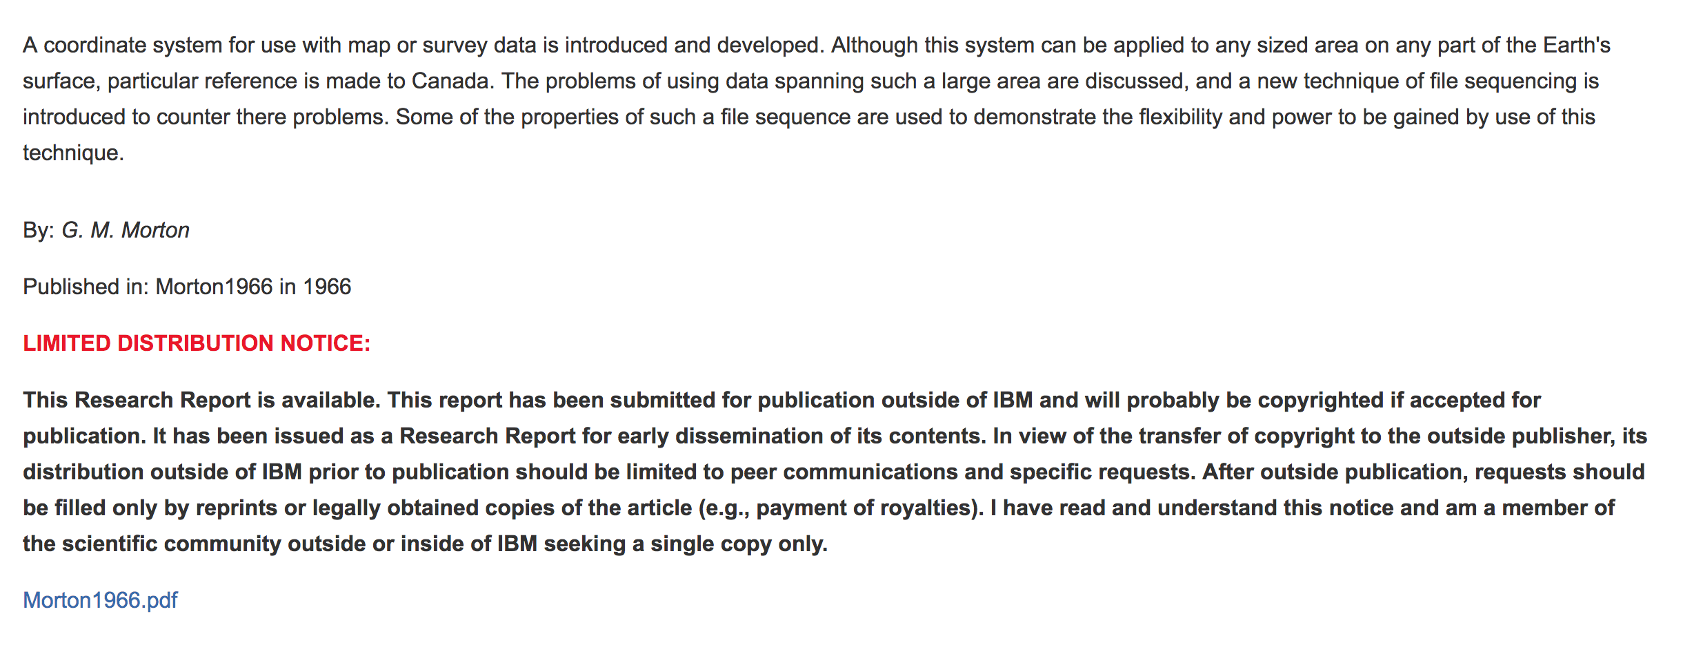 A coordinate system for use with map or survey data is introduced and developed. Although this system can be applied to any sized area on any part of the Earth's
surface, particular reference is made to Canada. The problems of using data spanning such a large area are discussed, and a new technique of file sequencing is
introduced to counter there problems. Some of the properties of such a file sequence are used to demonstrate the flexibility and power to be gained by use of this
technique.
By: G. M. Morton
Published in: Morton1966 in 1966
LIMITED DISTRIBUTION NOTICE:
This Research Report is available. This report has been submitted for publication outside of IBM and will probably be copyrighted if accepted for
publication. It has been issued as a Research Report for early dissemination of its contents. In view of the transfer of copyright to the outside publisher, its
distribution outside of IBM prior to publication should be limited to peer communications and specific requests. After outside publication, requests should
be filled only by reprints or legally obtained copies of the article (e.g., payment of royalties). I have read and understand this notice and am a member of
the scientific community outside or inside of IBM seeking a single copy only.
Morton1966.pdf